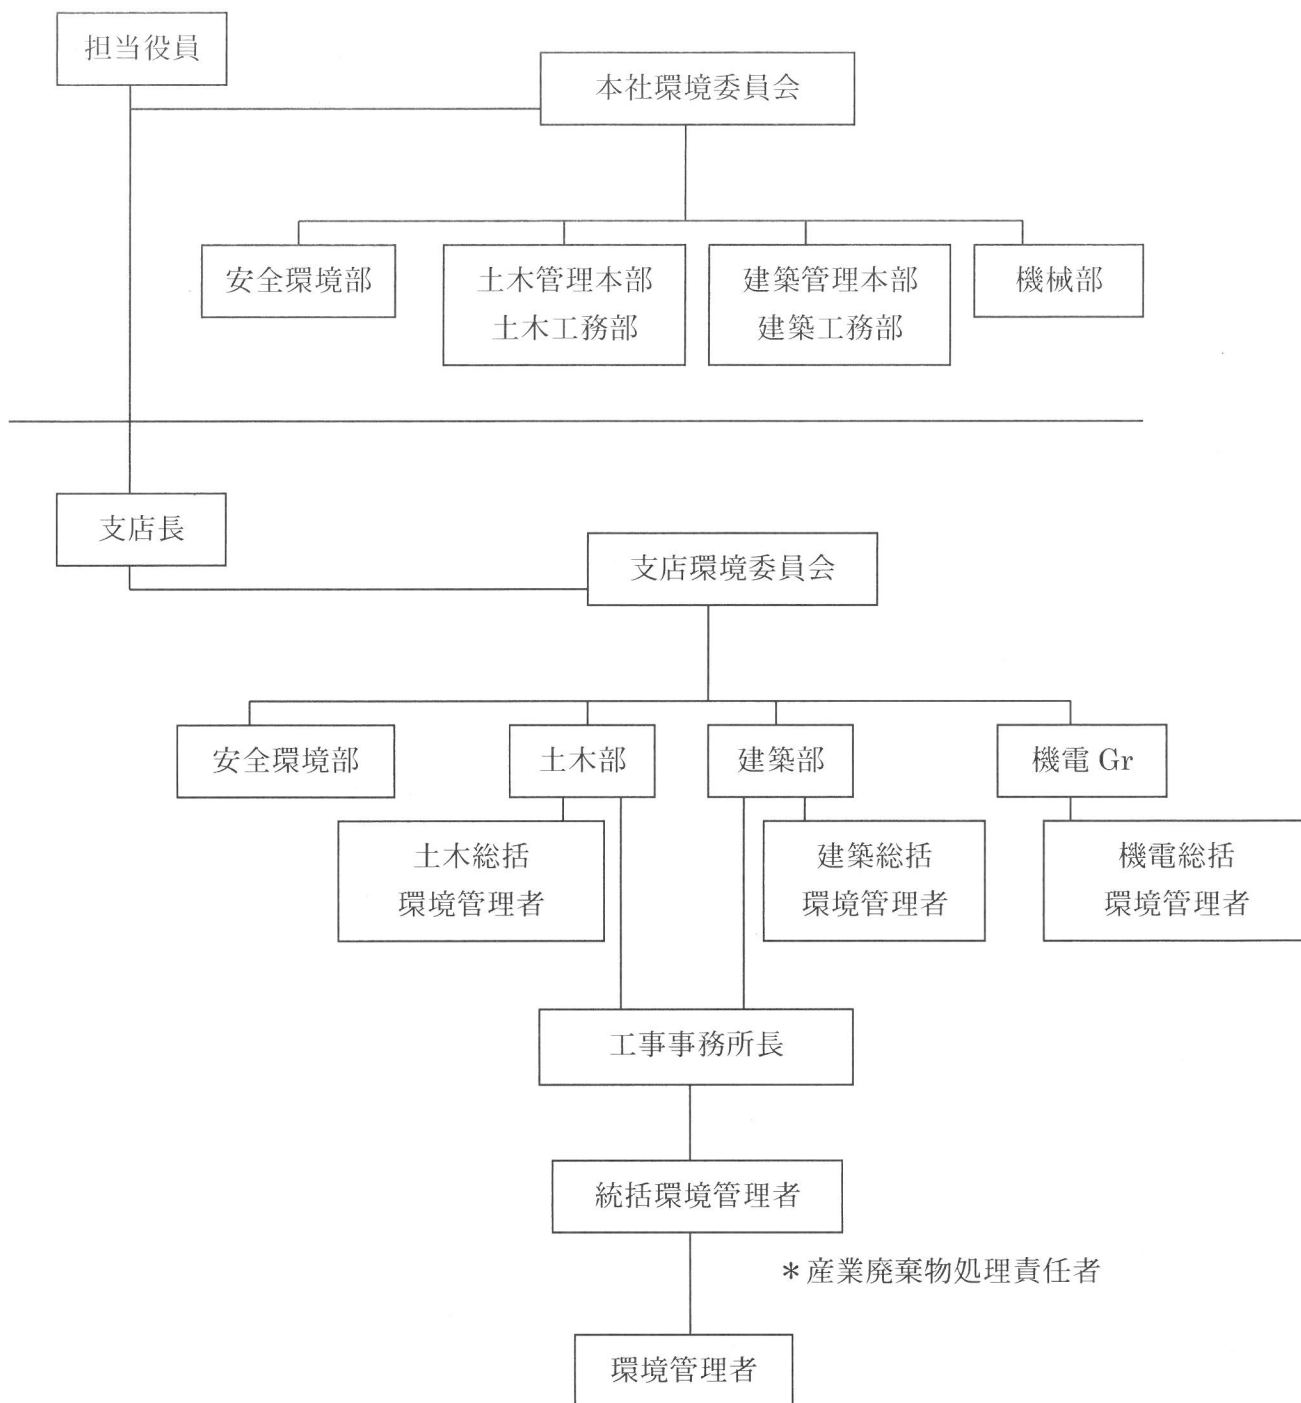 担当役員
本社環境委員会
安全環境部
土木管理本部
土木工務部
建築管理本部
建築工務部
機械部
支店長
支店環境委員会
安全環境部
土木部
建築部
機電 Gr
土木総括
環境管理者
建築総括
環境管理者
機電総括
環境管理者
工事事務所長
統括環境管理者
＊産業廃棄物処理責任者
環境管理者